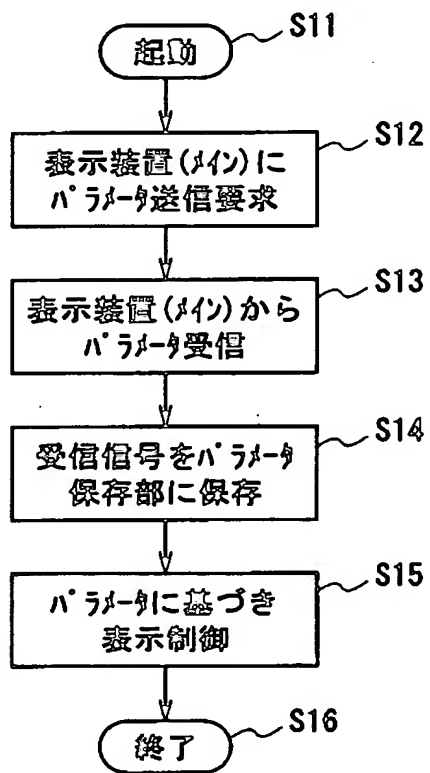 S11
起動
S12
表示装置(メイン)に
パラメータ送信要求
S13
表示装置(メイン)から
パラメータ受信
S14
受信信号をパラメータ
保存部に保存
S15
パラメータに基づき
表示制御
S16
終了